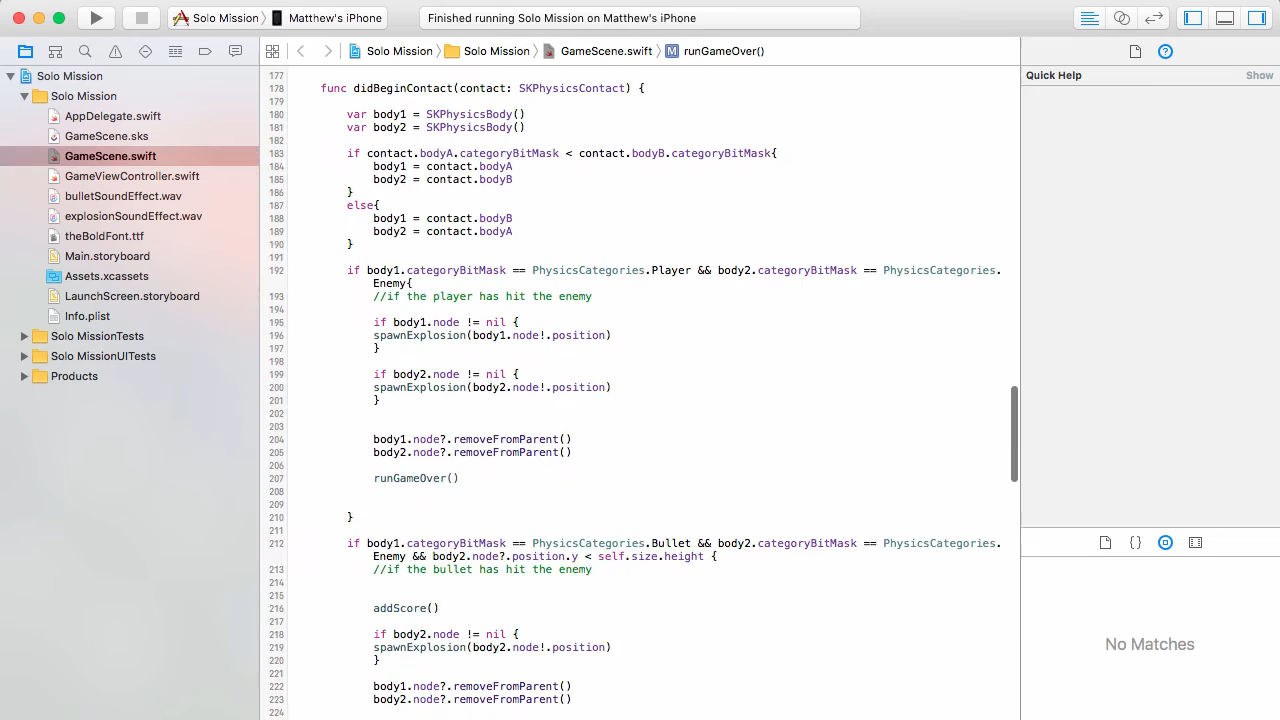 Solo Mission Matthew's iPhone Finished running Solo Mission on Matthew's iPhone
Solo Mission Solo Mission GameScene.swift M runGameOver()
Solo Mission
Solo Mission
AppDelegate.swift
GameScene.sks
GameScene.swift
GameViewController.swift
bulletSoundEffect.wav
explosionSoundEffect.wav
theBoldFont.ttf
Main.storyboard
Assets.xcassets
LaunchScreen.storyboard
Info.plist
Solo MissionTests
Solo MissionUITests
Products
177
178 func didBeginContact(contact: SKPhysicsContact) {
179
180 var body1 = SKPhysicsBody()
181 var body2 = SKPhysicsBody()
182
183 if contact.bodyA.categoryBitMask < contact.bodyB.categoryBitMask{
184 body1 = contact.bodyA
185 body2 = contact.bodyB
186 }
187 else{
188 body1 = contact.bodyB
189 body2 = contact.bodyA
190 }
191
192 if body1.categoryBitMask == PhysicsCategories.Player && body2.categoryBitMask == PhysicsCategories.
Enemy{
193 //if the player has hit the enemy
194
195 if body1.node != nil {
196 spawnExplosion(body1.node!.position)
197 }
198
199 if body2.node != nil {
200 spawnExplosion(body2.node!.position)
201 }
202
203
204 body1.node?.removeFromParent()
205 body2.node?.removeFromParent()
206
207 runGameOver()
208
209
210 }
211
212 if body1.categoryBitMask == PhysicsCategories.Bullet && body2.categoryBitMask == PhysicsCategories.
Enemy && body2.node?.position.y < self.size.height {
213 //if the bullet has hit the enemy
214
215
216 addScore()
217
218 if body2.node != nil {
219 spawnExplosion(body2.node!.position)
220 }
221
222 body1.node?.removeFromParent()
223 body2.node?.removeFromParent()
224
Quick Help Show
No Matches